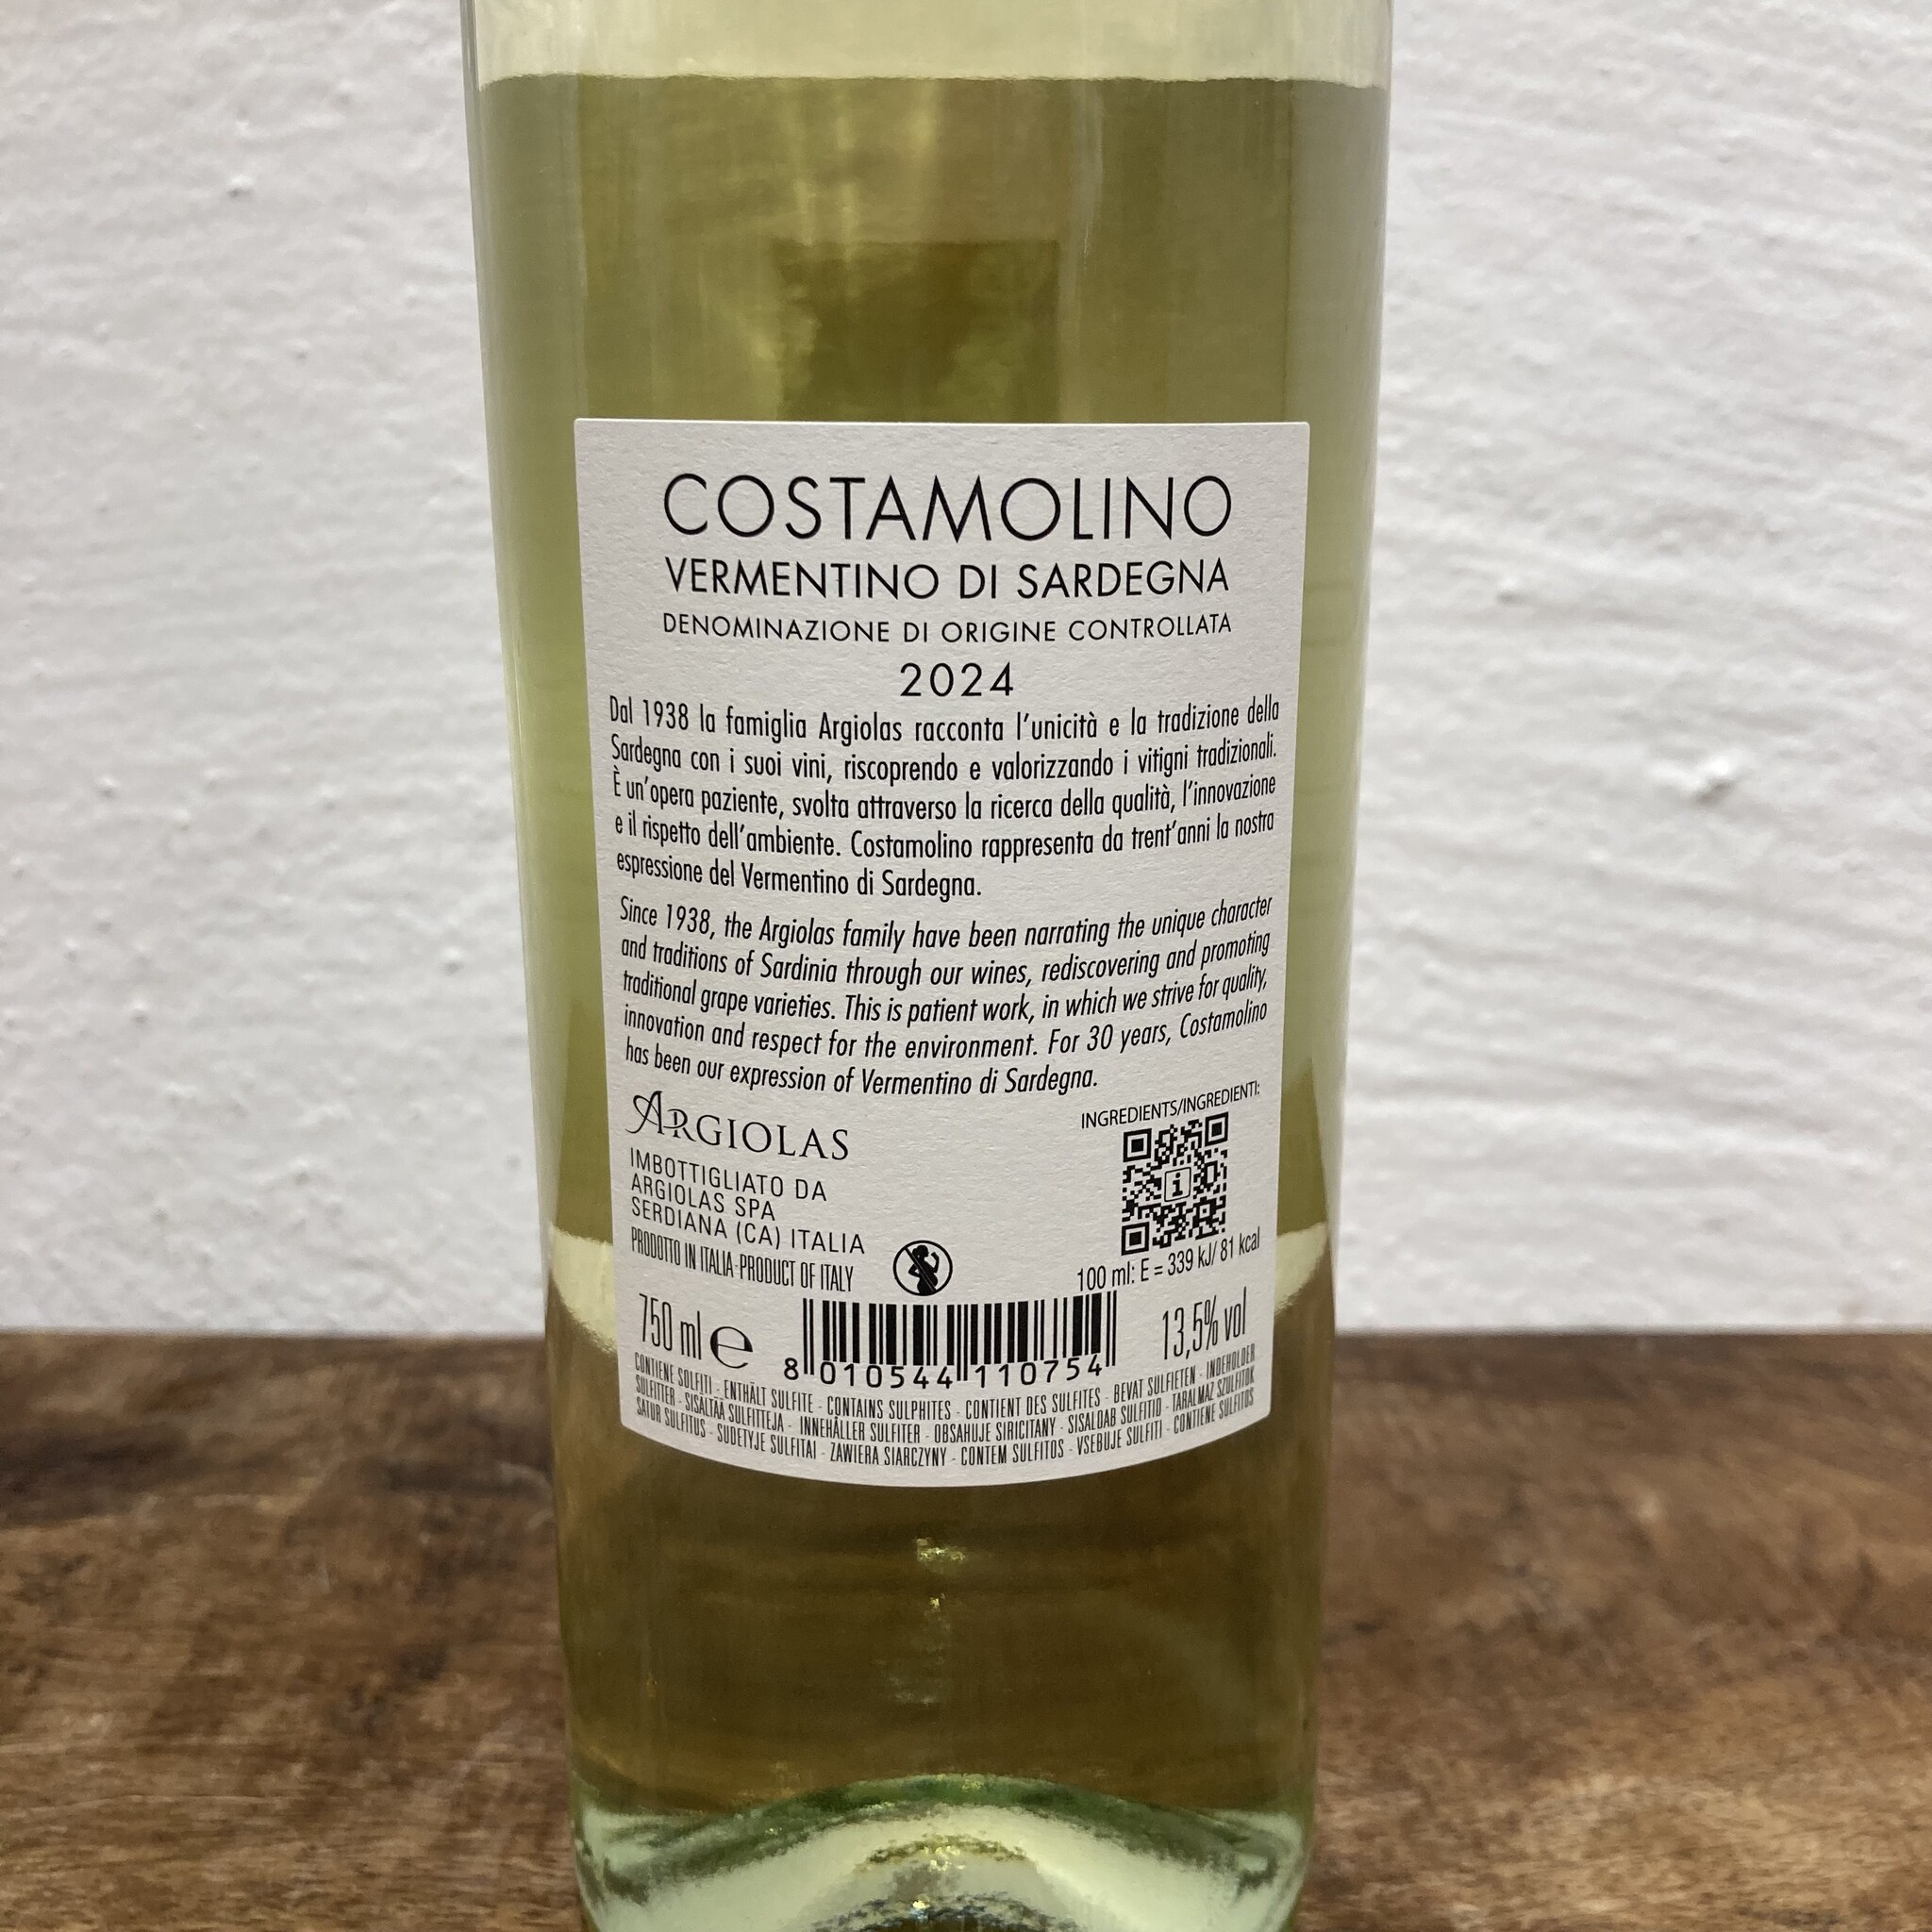 COSTAMOLINO
VERMENTINO DI SARDEGNA
DENOMINAZIONE DI ORIGINE CONTROLLATA
2024
Dal 1938 la famiglia Argiolas racconta l'unicità e la tradizione della
Sardegna con i suoi vini, riscoprendo e valorizzando i vitigni tradizionali.
È un'opera paziente, svolta attraverso la ricerca della qualità, l'innovazione
e il rispetto dell'ambiente. Costamolino rappresenta da trent'anni la nostra
espressione del Vermentino di Sardegna.
Since 1938, the Argiolas family have been narrating the unique character
and traditions of Sardinia through our wines, rediscovering and promoting
traditional grape varieties. This is patient work, in which we strive for quality,
innovation and respect for the environment. For 30 years, Costamolino
has been our expression of Vermentino di Sardegna.
ARGIOLAS
IMBOTTIGLIATO DA
ARGIOLAS SPA
SERDIANA (CA) ITALIA
PRODOTTO IN ITALIA-PRODUCT OF ITALY
INGREDIENTS/INGREDIENTI:
i
100 ml: E = 339 kJ/ 81 kcal
750 ml e
8 010544 110754
13,5% vol
CONTIENE SOLFITI - ENTHÄLT SULFITE - CONTAINS SULPHITES - CONTIENT DES SULFITES - BEVAT SULFIETEN - INDEHOLDER
SULFITTER - SISÄLTÄÄ SULFITTEJA - INNEHÅLLER SULFITER - OBSAHUJE SIRICITANY - SISALDAB SULFITID - TARALMAZ SZULFITOK
SATUR SULFITUS - SUDETYJE SULFITAI - ZAWIERA SIARCZYNY - CONTEM SULFITOS - VSEBUJE SULFITI - CONTIENE SULFITOS